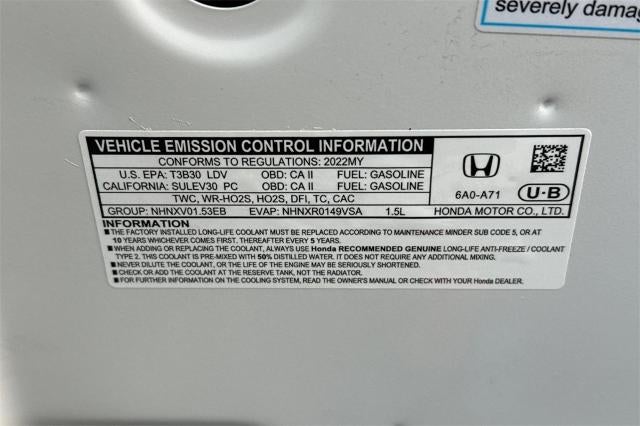 severely damag
VEHICLE EMISSION CONTROL INFORMATION
CONFORMS TO REGULATIONS: 2022MY
U.S. EPA: T3B30 LDV OBD: CA II FUEL: GASOLINE
CALIFORNIA: SULEV30 PC OBD: CA II FUEL: GASOLINE
TWC, WR-HO2S, HO2S, DFI, TC, CAC
GROUP: NHNXV01.53EB EVAP: NHNXR0149VSA 1.5L
6A0-A71 U-B
HONDA MOTOR CO., LTD.
INFORMATION
■THE FACTORY INSTALLED LONG-LIFE COOLANT MUST BE REPLACED ACCORDING TO MAINTENANCE MINDER SUB CODE 5, OR AT
10 YEARS WHICHEVER COMES FIRST. THEREAFTER EVERY 5 YEARS.
■WHEN ADDING OR REPLACING THE COOLANT, ALWAYS USE Honda RECOMMENDED GENUINE LONG-LIFE ANTI-FREEZE / COOLANT
TYPE 2. THIS COOLANT IS PRE-MIXED WITH 50% DISTILLED WATER. IT DOES NOT REQUIRE ANY ADDITIONAL MIXING.
■NEVER DILUTE THE COOLANT, OR THE LIFE OF THE ENGINE MAY BE SERIOUSLY SHORTENED.
■CHECK OR ADD THE COOLANT AT THE RESERVE TANK, NOT THE RADIATOR.
■FOR FURTHER INFORMATION ON THE COOLING SYSTEM, READ THE OWNER'S MANUAL OR CHECK WITH YOUR Honda DEALER.